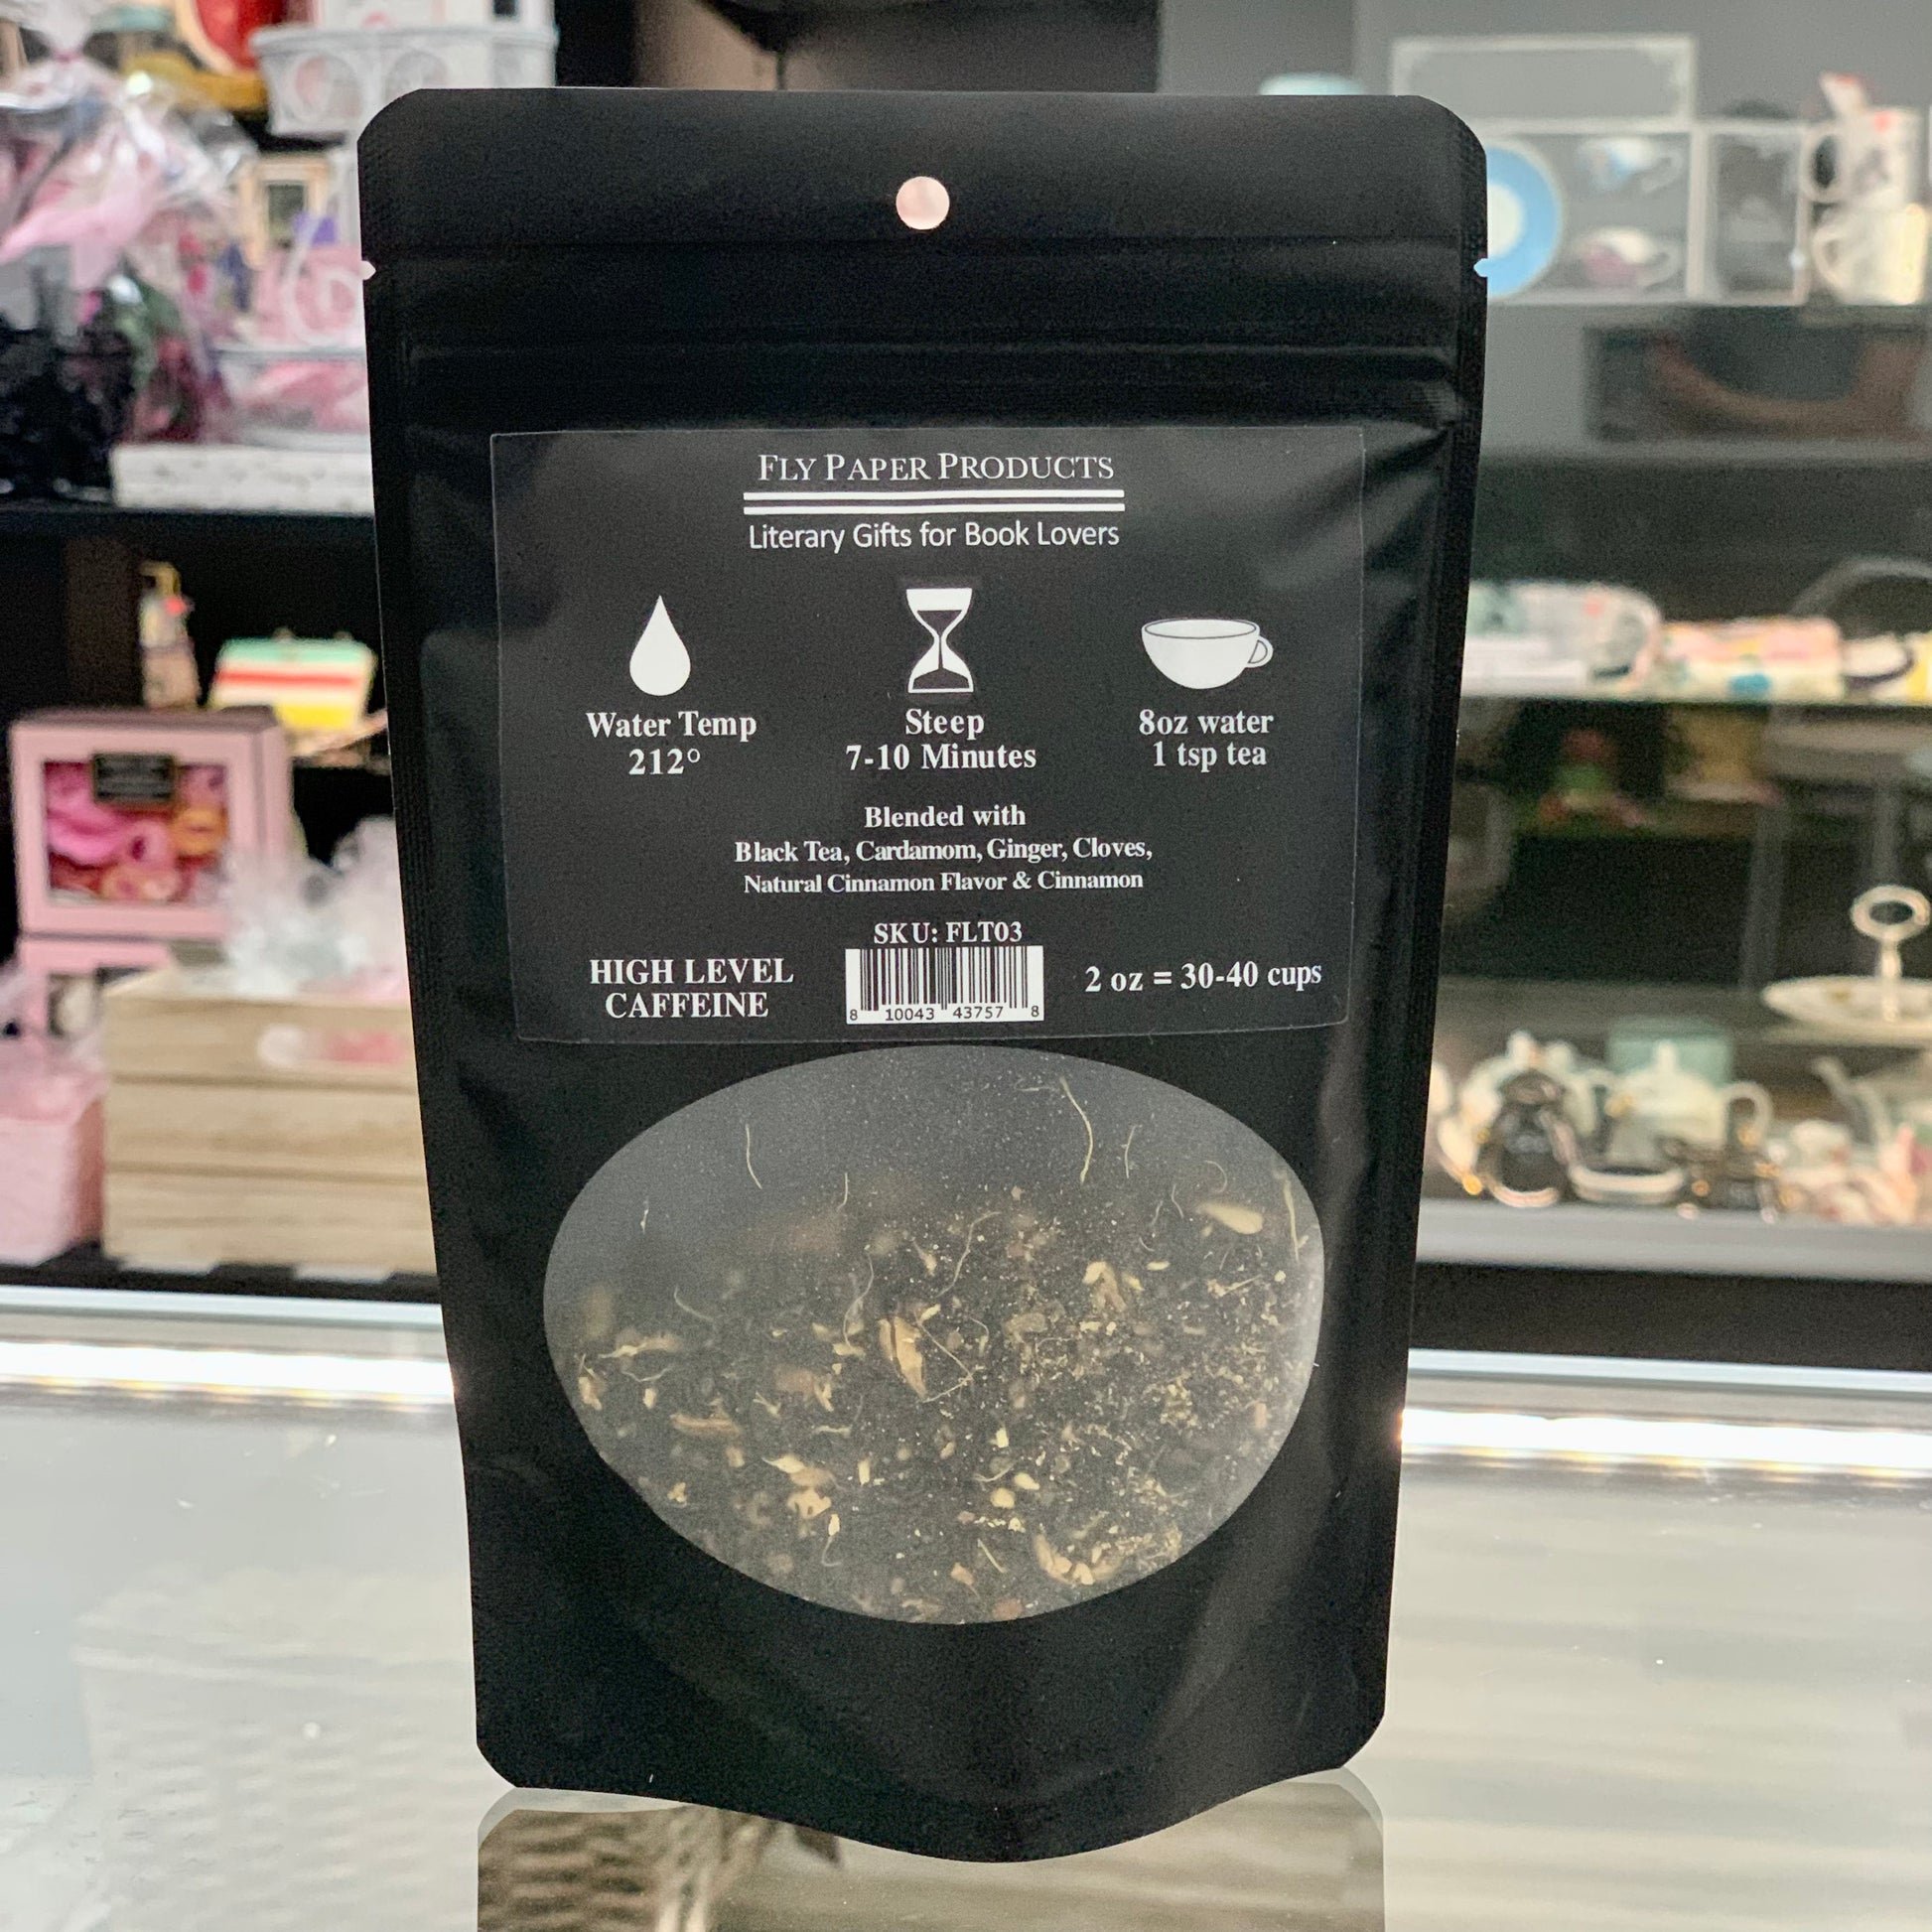 FLY PAPER PRODUCTS
Literary Gifts for Book Lovers
Water Temp
212°
Steep
7-10 Minutes
8oz water
1 tsp tea
Blended with
Black Tea, Cardamom, Ginger, Cloves,
Natural Cinnamon Flavor & Cinnamon
SKU: FLT03
HIGH LEVEL
CAFFEINE
8 10043 43757 8
2 oz = 30-40 cups